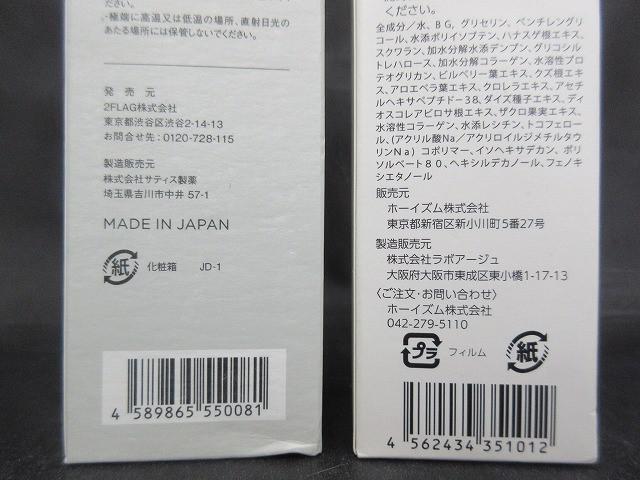 ださい。
・極端に高温又は低温の場所、直射日光の
あたる場所には保管しないでください。
発 売 元
2FLAG株式会社
東京都渋谷区渋谷2-14-13
お問合せ先：0120-728-115
製造販売元
株式会社サティス製薬
埼玉県吉川市中井 57-1
MADE IN JAPAN
紙 化粧箱 JD-1
4 589865 550081
ください。
全成分／水、BG、グリセリン、ペンチレングリ
コール、水添ポリイソブテン、ハナスゲ根エキス、
スクワラン、加水分解水添デンプン、グリコシル
トレハロース、加水分解コラーゲン、水溶性プロ
テオグリカン、ビルベリー葉エキス、クズ根エキ
ス、アロエベラ葉エキス、クロレラエキス、アセチ
ルヘキサペプチド－38、ダイズ種子エキス、ディ
オスコレアビロサ根エキス、ザクロ果実エキス、
水溶性コラーゲン、水添レシチン、トコフェロー
ル、(アクリル酸Na／アクリロイルジメチルタウ
リンNa）コポリマー、イソヘキサデカン、ポリ
ソルベート80、ヘキシルデカノール、フェノキ
シエタノール
販売元
ホーイズム株式会社
東京都新宿区新小川町5番27号
製造販売元
株式会社ラボアージュ
大阪府大阪市東成区東小橋1-17-13
〈ご注文・お問い合わせ〉
ホーイズム株式会社
042-279-5110
プラ フィルム 紙
4 562434 351012